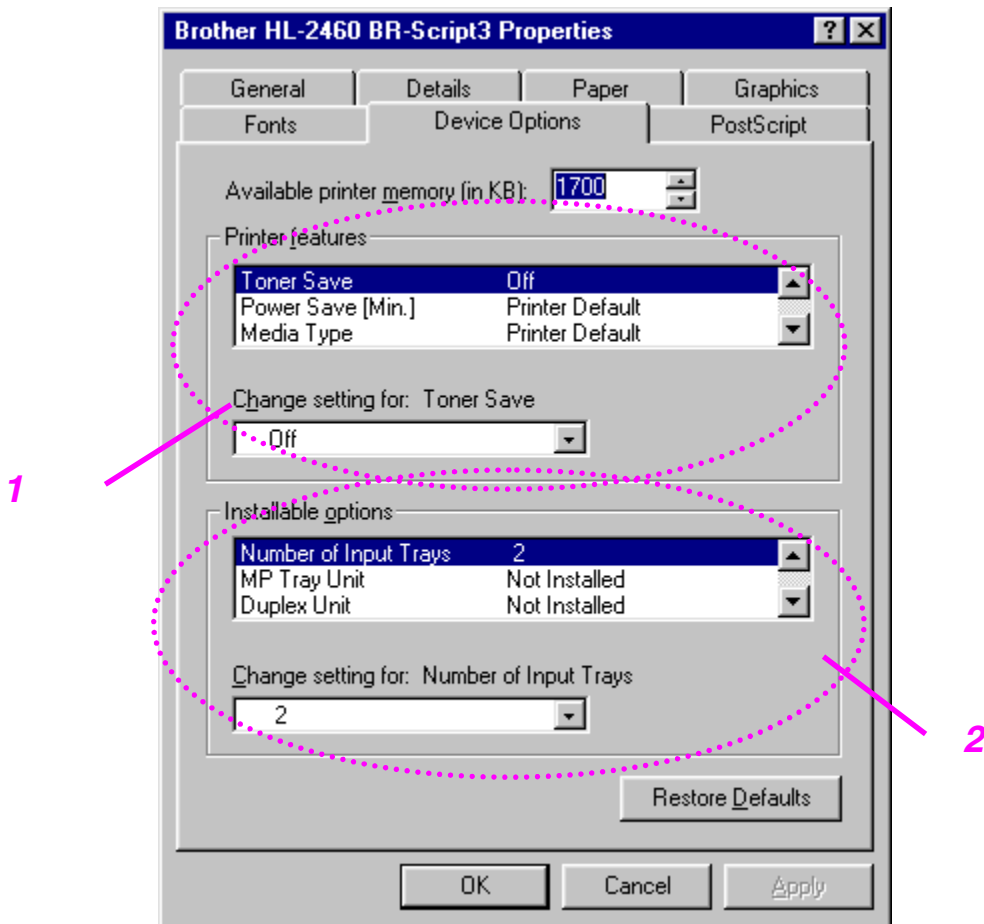 Brother HL-2460 BR-Script3 Properties
General Details Paper Graphics
Fonts Device Options PostScript
Available printer memory (in KB): 1700
Printer features
Toner Save Off
Power Save [Min.] Printer Default
Media Type Printer Default
Change setting for: Toner Save
Off
1
Installable options
Number of Input Trays 2
MP Tray Unit Not Installed
Duplex Unit Not Installed
Change setting for: Number of Input Trays
2
2
Restore Defaults
OK Cancel Apply